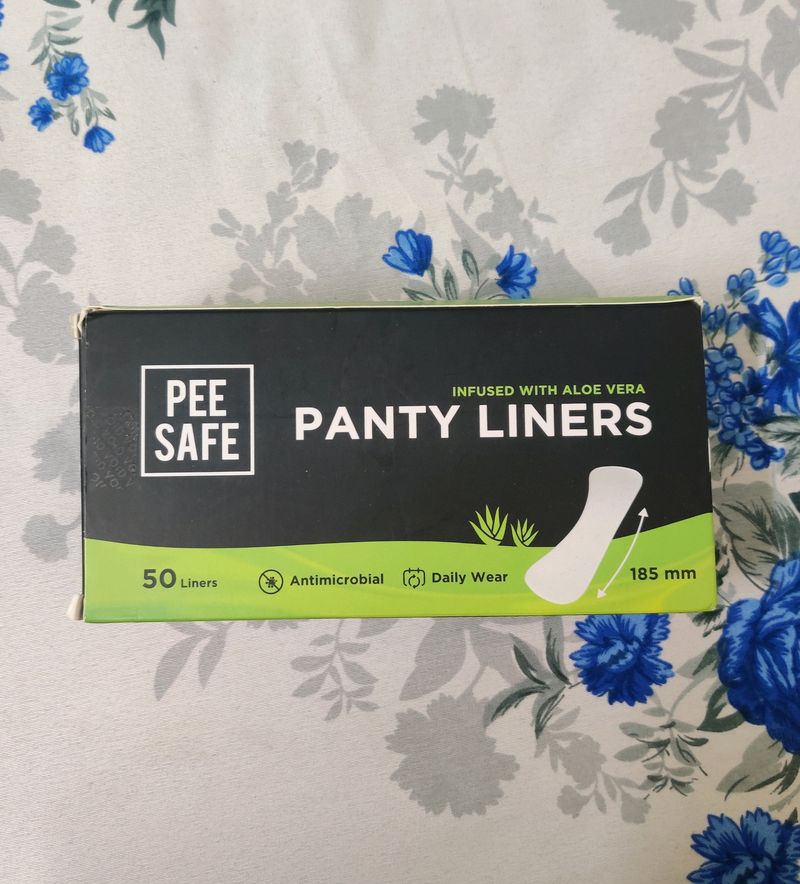 PEE
SAFE
INFUSED WITH ALOE VERA
PANTY LINERS
50 Liners
Antimicrobial
Daily Wear
185 mm